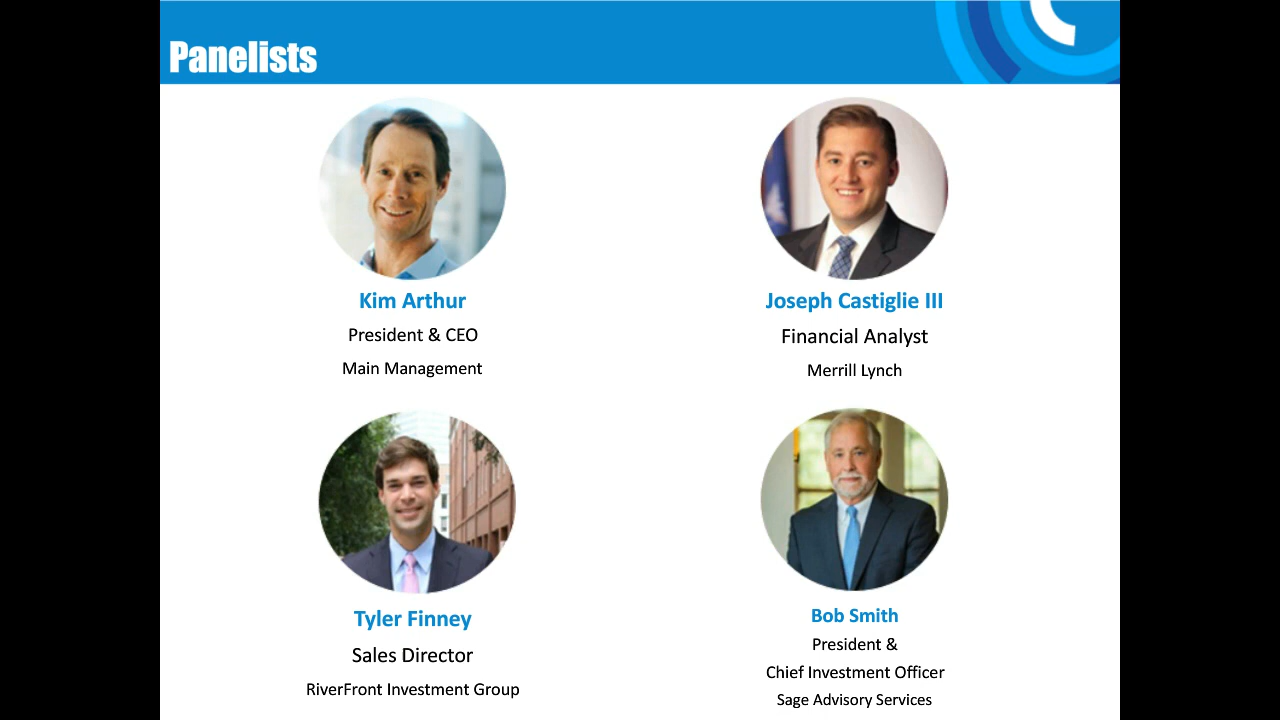 Panelists
Kim Arthur
President & CEO
Main Management
Joseph Castiglie III
Financial Analyst
Merrill Lynch
Tyler Finney
Sales Director
RiverFront Investment Group
Bob Smith
President &
Chief Investment Officer
Sage Advisory Services